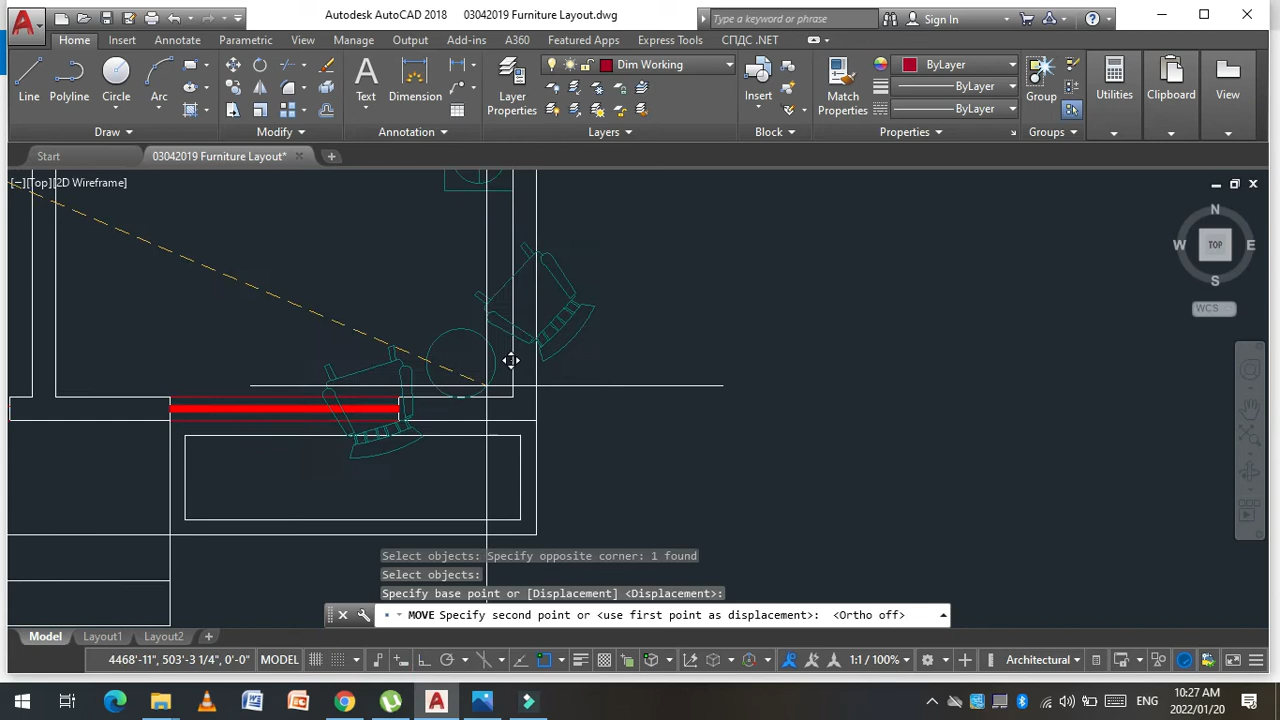 Autodesk AutoCAD 2018 03042019 Furniture Layout.dwg
Type a keyword or phrase
Sign In
Home Insert Annotate Parametric View Manage Output Add-ins A360 Featured Apps Express Tools СПДС .NET
Line Polyline Circle Arc
Text Dimension
Layer Properties
Dim Working
Insert
Match Properties
ByLayer
ByLayer
ByLayer
Group Utilities Clipboard View
Draw Modify Annotation Layers Block Properties Groups
Start 03042019 Furniture Layout*
[–][Top][2D Wireframe]
N
W TOP E
S
WCS
Select objects: Specify opposite corner: 1 found
Select objects:
Specify base point or [Displacement] <Displacement>:
MOVE Specify second point or <use first point as displacement>: <Ortho off>
Model Layout1 Layout2
4468'-11", 503'-3 1/4", 0'-0" MODEL 1:1 / 100% Architectural
ENG
10:27 AM
2022/01/20